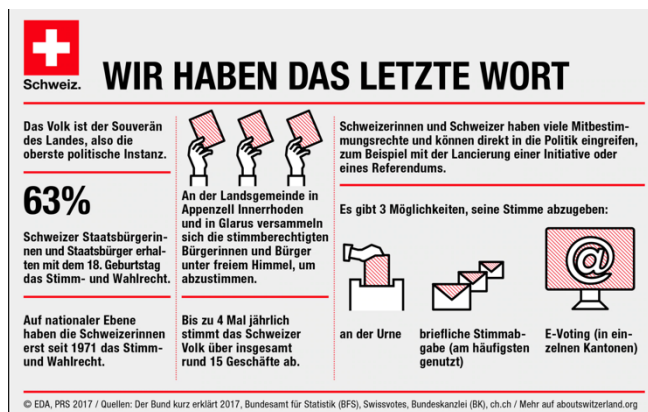 Schweiz.
WIR HABEN DAS LETZTE WORT
Das Volk ist der Souverän
des Landes, also die
oberste politische Instanz.
63%
Schweizer Staatsbürgerin-
nen und Staatsbürger erhal-
ten mit dem 18. Geburtstag
das Stimm- und Wahlrecht.
Auf nationaler Ebene
haben die Schweizerinnen
erst seit 1971 das Stimm-
und Wahlrecht.
An der Landsgemeinde in
Appenzell Innerrhoden
und in Glarus versammeln
sich die stimmberechtigten
Bürgerinnen und Bürger
unter freiem Himmel, um
abzustimmen.
Bis zu 4 Mal jährlich
stimmt das Schweizer
Volk über insgesamt
rund 15 Geschäfte ab.
Schweizerinnen und Schweizer haben viele Mitbestim-
mungsrechte und können direkt in die Politik eingreifen,
zum Beispiel mit der Lancierung einer Initiative oder
eines Referendums.
Es gibt 3 Möglichkeiten, seine Stimme abzugeben:
@
an der Urne
briefliche Stimmab-
gabe (am häufigsten
genutzt)
E-Voting (in ein-
zelnen Kantonen)
© EDA, PRS 2017 / Quellen: Der Bund kurz erklärt 2017, Bundesamt für Statistik (BFS), Swissvotes, Bundeskanzlei (BK), ch.ch / Mehr auf aboutswitzerland.org